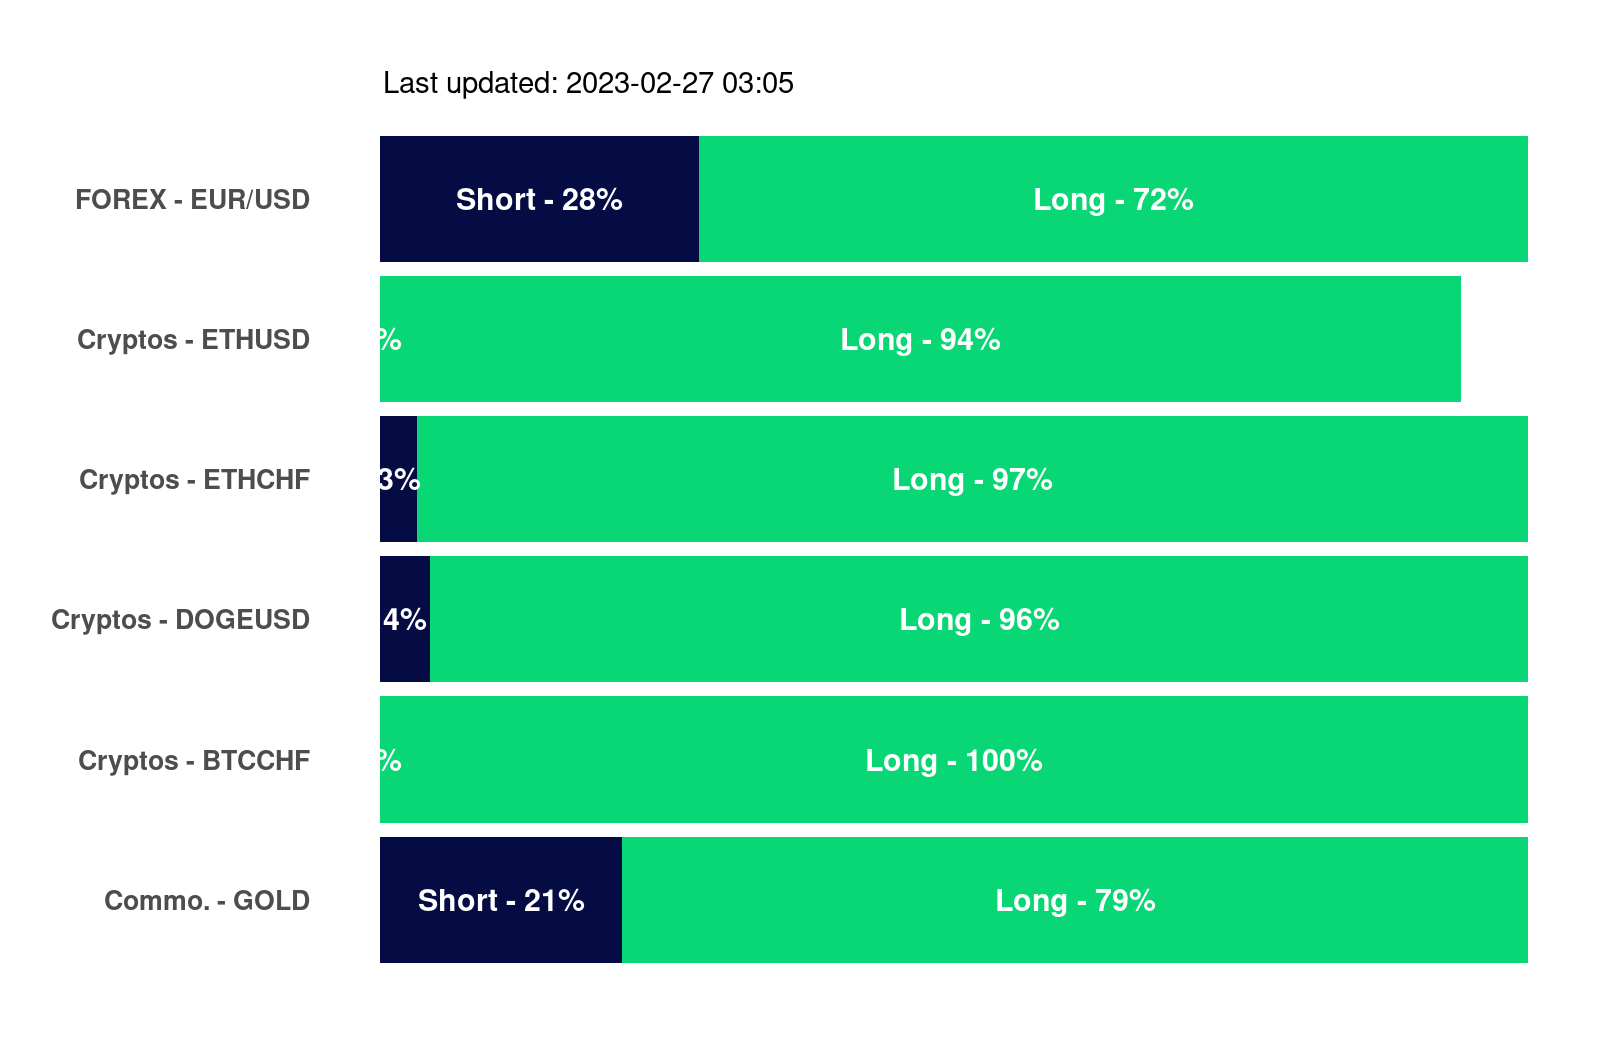 Last updated: 2023-02-27 03:05
FOREX - EUR/USD Short - 28% Long - 72%
Cryptos - ETHUSD % Long - 94%
Cryptos - ETHCHF 3% Long - 97%
Cryptos - DOGEUSD 4% Long - 96%
Cryptos - BTCCHF % Long - 100%
Commo. - GOLD Short - 21% Long - 79%